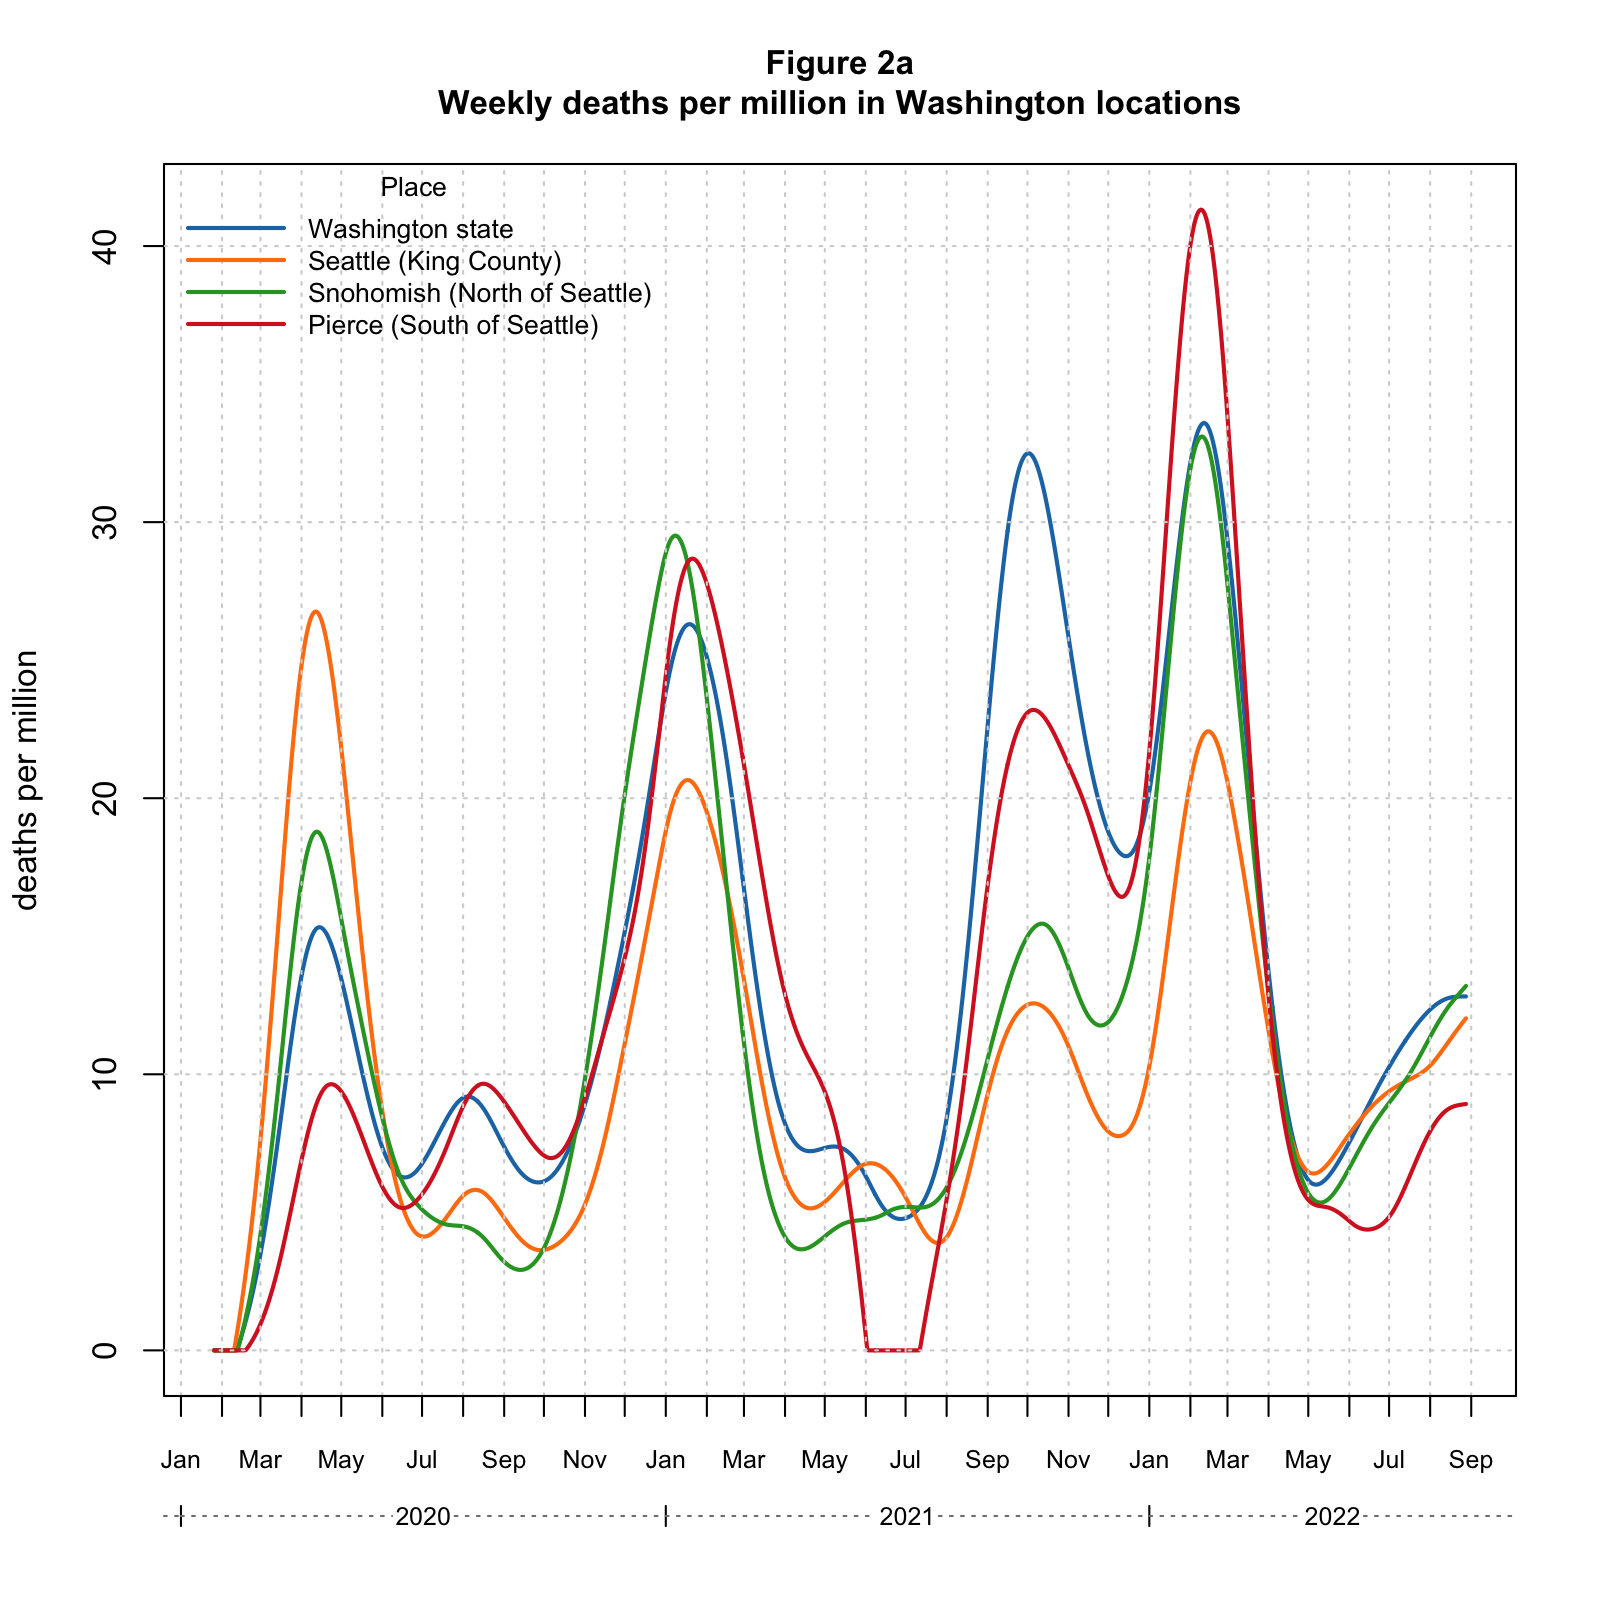 Figure 2a
Weekly deaths per million in Washington locations
Place
Washington state
Seattle (King County)
Snohomish (North of Seattle)
Pierce (South of Seattle)
deaths per million
40
30
20
10
0
Jan Mar May Jul Sep Nov Jan Mar May Jul Sep Nov Jan Mar May Jul Sep
2020 2021 2022